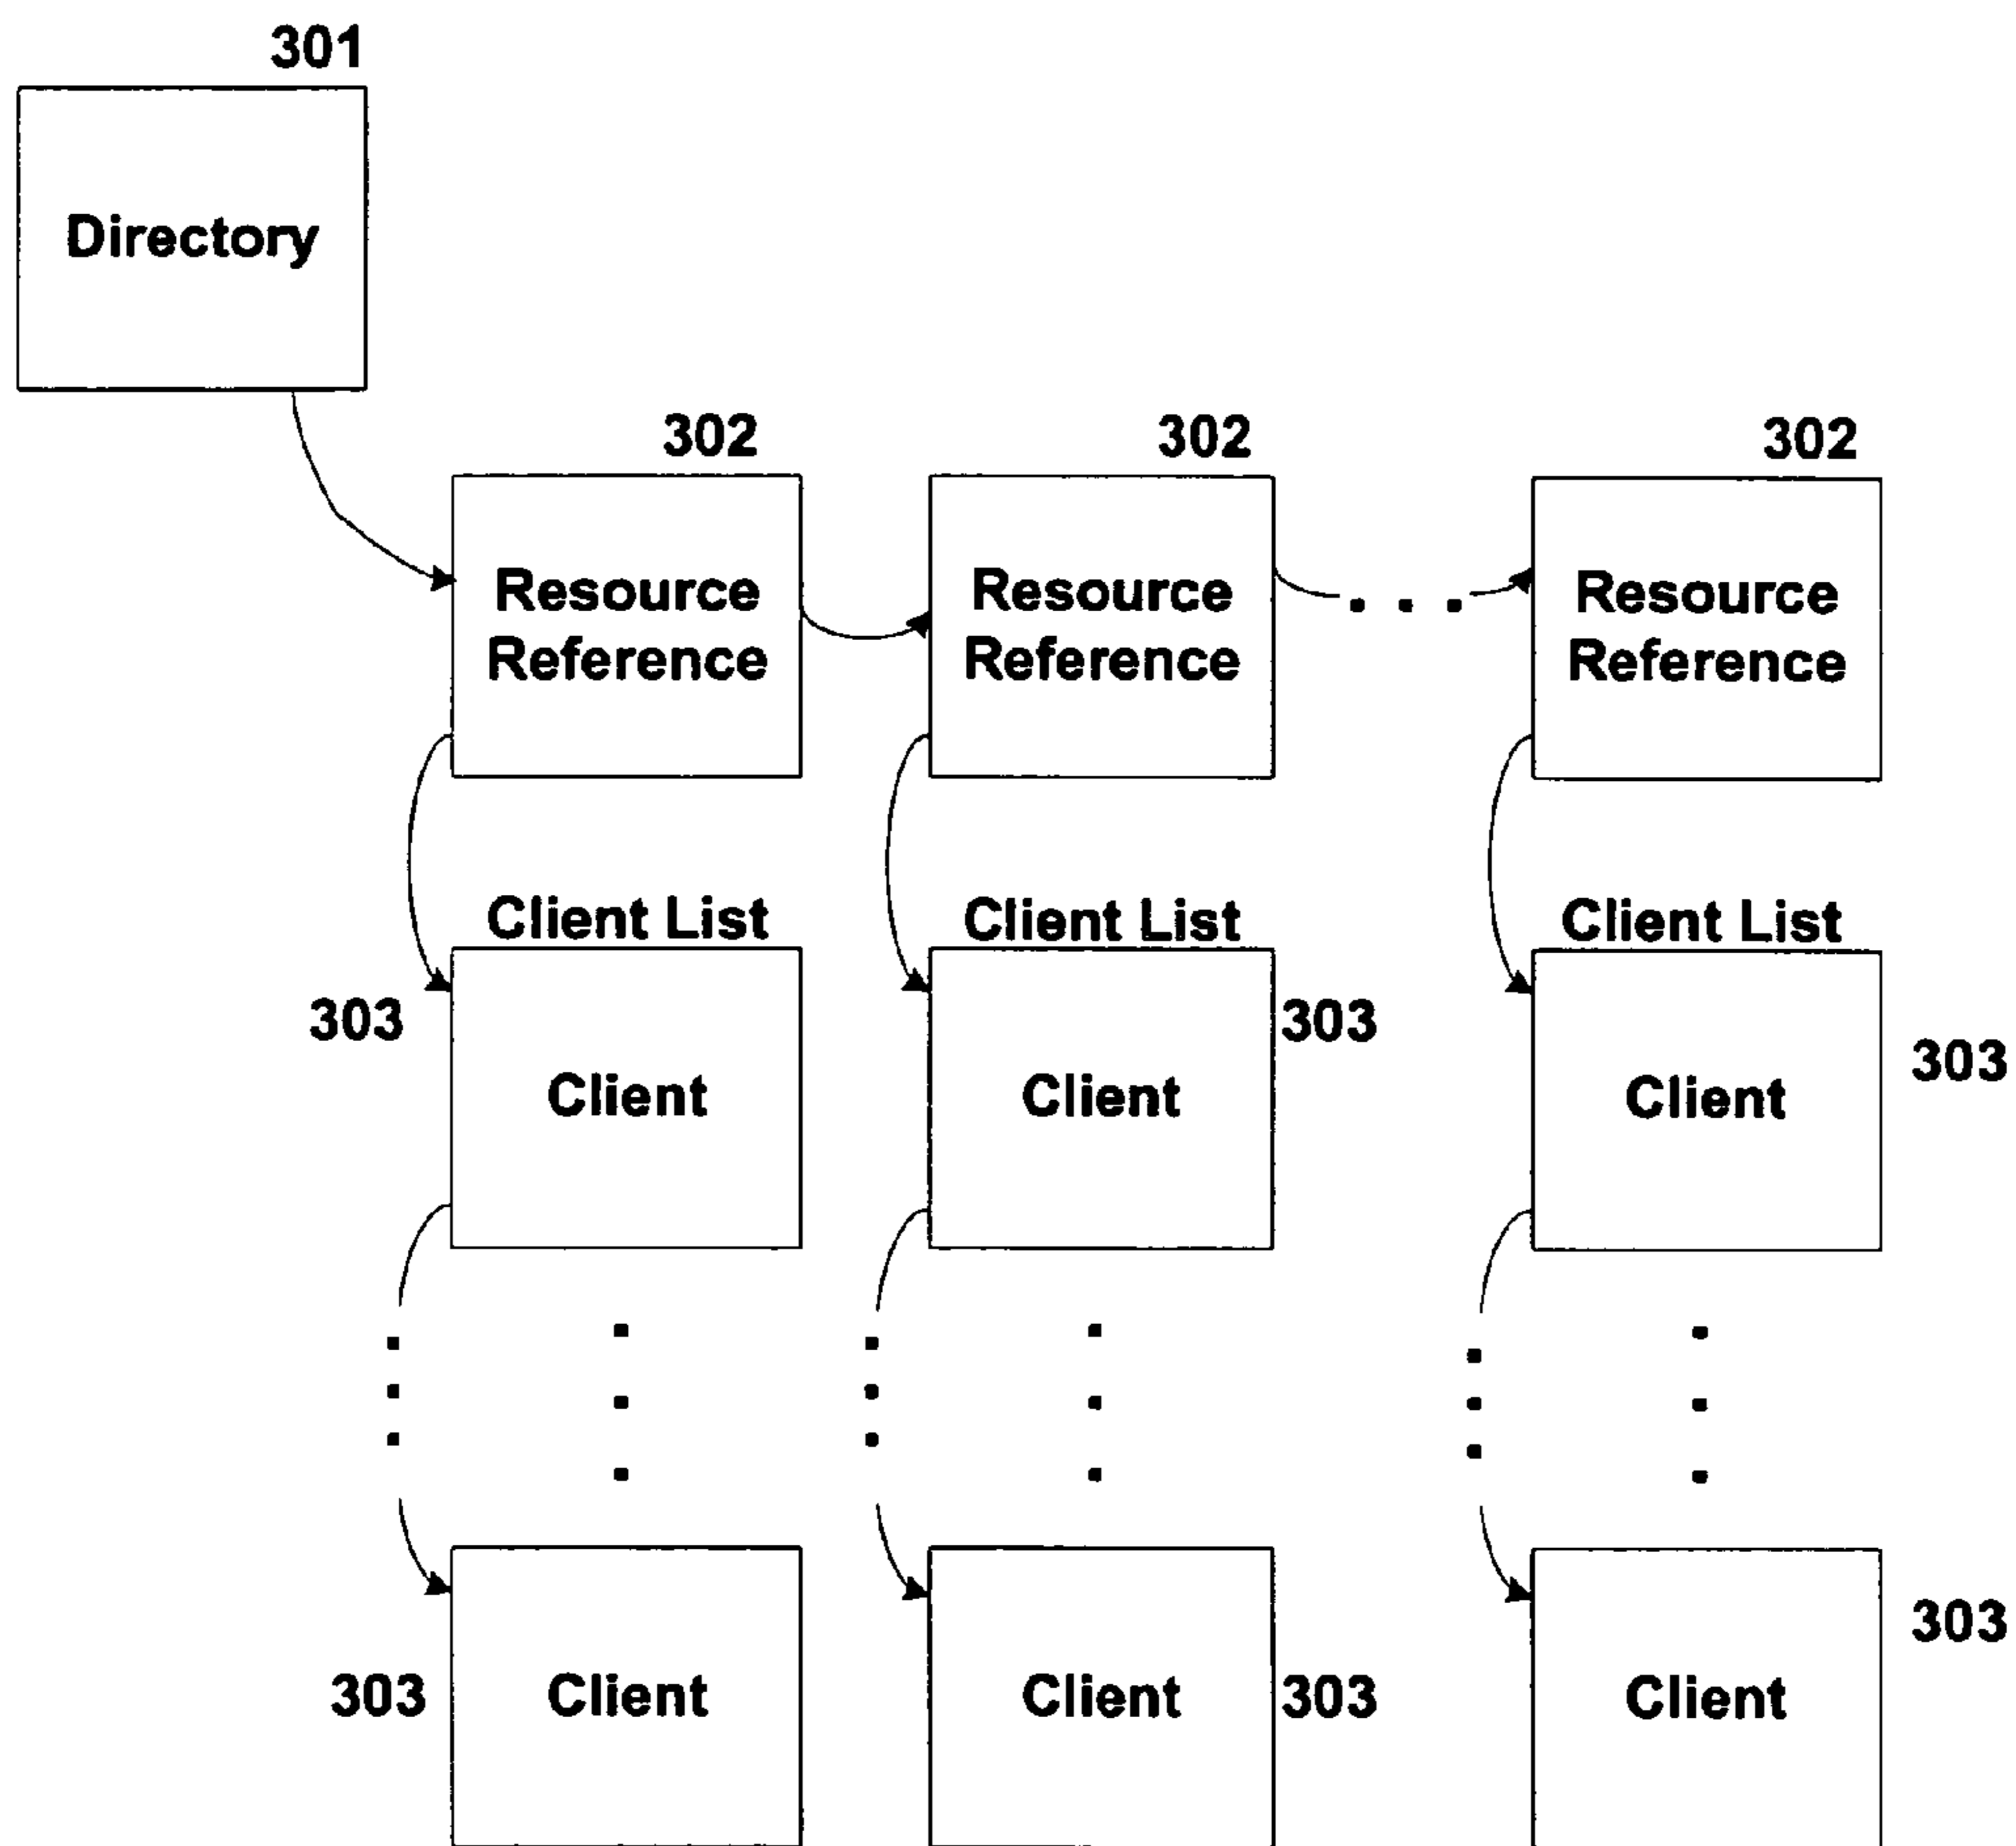 301
Directory
302 302 302
Resource Reference Resource Reference Resource Reference
Client List Client List Client List
303 Client Client 303 Client 303
303 Client Client 303 Client 303